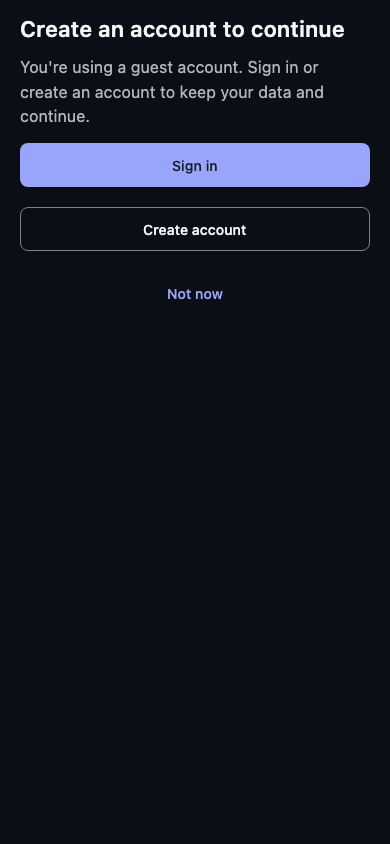 Create an account to continue
You're using a guest account. Sign in or
create an account to keep your data and
continue.
Sign in
Create account
Not now